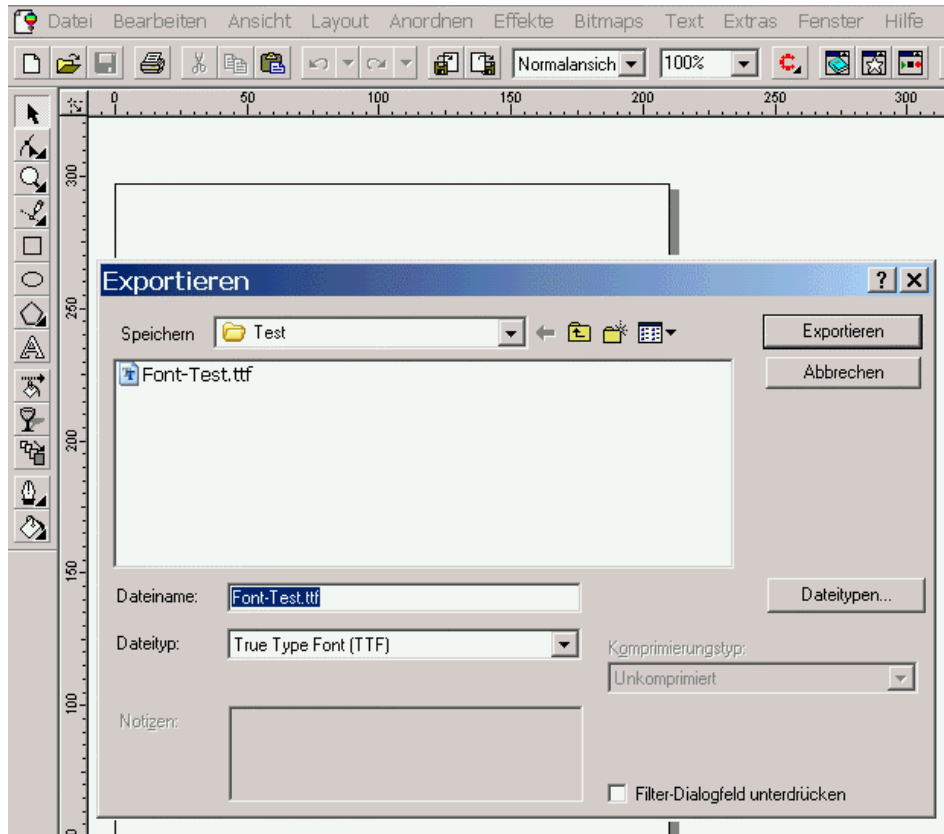 Datei Bearbeiten Ansicht Layout Anordnen Effekte Bitmaps Text Extras Fenster Hilfe
Normalansich 100%
0 50 100 150 200 250 300
300
250
200
150
100
Exportieren
Speichern Test
Exportieren
Abbrechen
Font-Test.ttf
Dateiname: Font-Test.ttf
Dateitypen...
Dateityp: True Type Font (TTF)
Komprimierungstyp:
Unkomprimiert
Notizen:
Filter-Dialogfeld unterdrücken